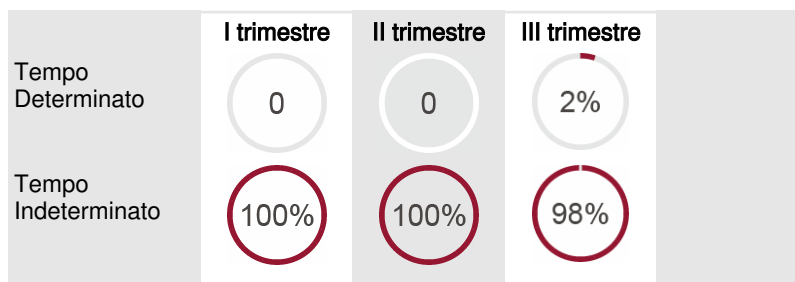 I trimestre II trimestre III trimestre
Tempo
Determinato
0 0 2%
Tempo
Indeterminato
100% 100% 98%